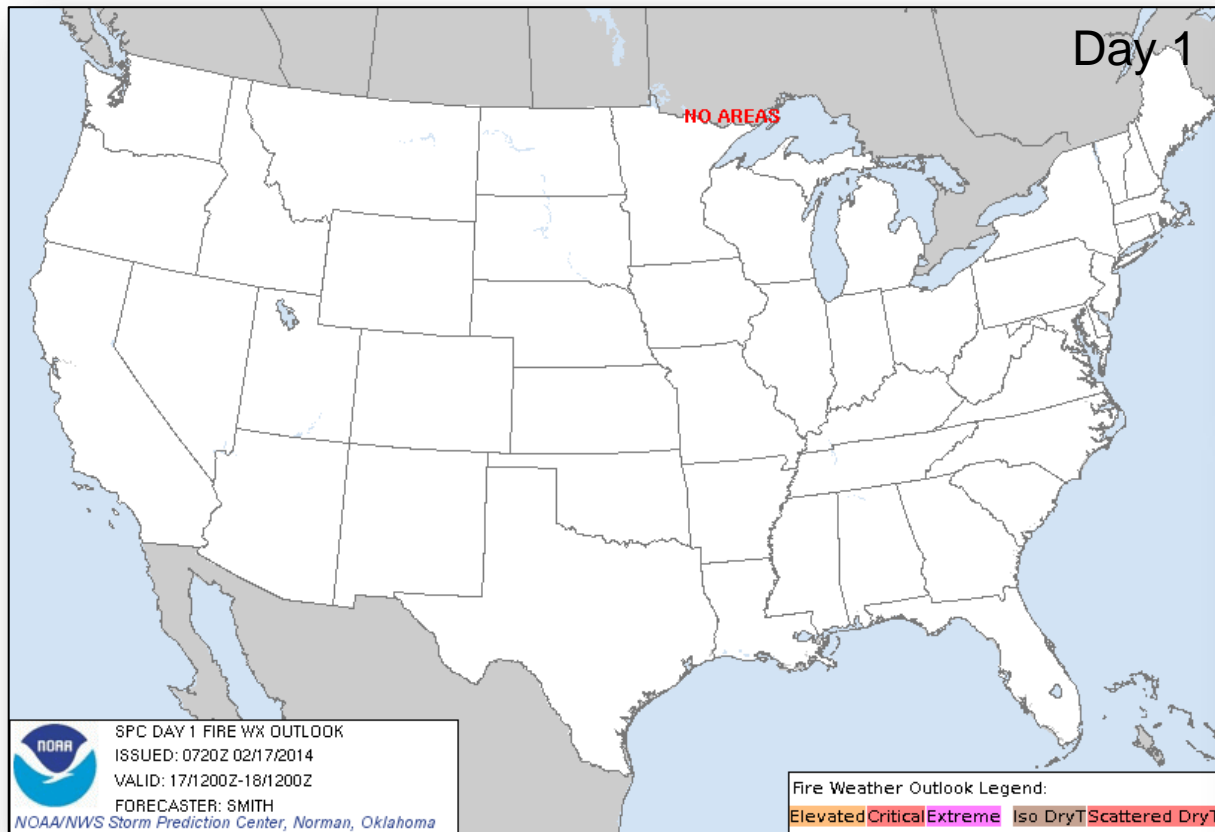 Day 1
NO AREAS
NOAA
SPC DAY 1 FIRE WX OUTLOOK
ISSUED: 0720Z 02/17/2014
VALID: 17/1200Z-18/1200Z
FORECASTER: SMITH
NOAA/NWS Storm Prediction Center, Norman, Oklahoma
Fire Weather Outlook Legend:
Elevated Critical Extreme Iso DryT Scattered DryT